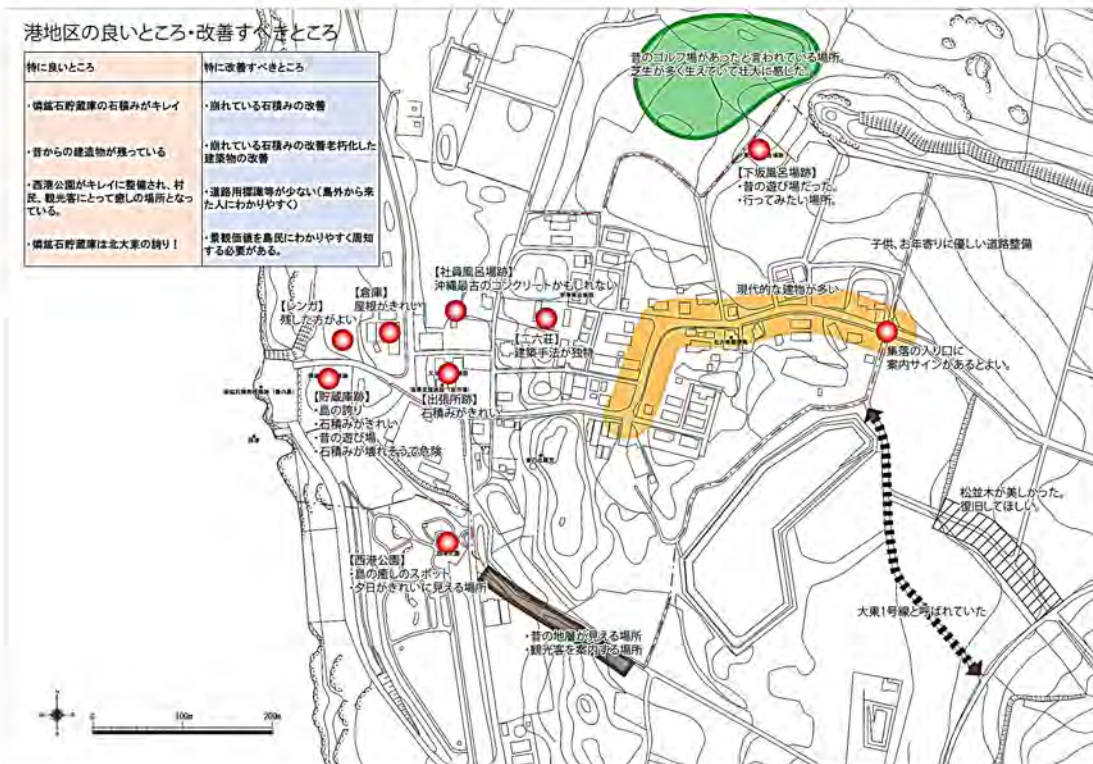 港地区の良いところ・改善すべきところ
特に良いところ
特に改善すべきところ
・燐鉱石貯蔵庫の石積みがキレイ
・崩れている石積みの改善
・昔からの建造物が残っている
・崩れている石積みの改善老朽化した
建築物の改善
・西港公園がキレイに整備され、村
民、観光客にとって癒しの場所となっ
ている。
・道路用標識等が少ない(島外から来
た人にわかりやすく)
・燐鉱石貯蔵庫は北大東の誇り！
・景観価値を島民にわかりやすく周知
する必要がある。
昔のゴルフ場があったと言われている場所。
芝生が多く生えていて壮大に感じた。
【下坂風呂場跡】
・昔の遊び場だった。
・行ってみたい場所。
子供、お年寄りに優しい道路整備
現代的な建物が多い
【社員風呂場跡】
沖縄最古のコンクリートかもしれない
【倉庫】
屋根がきれい
【レンガ】
残した方がよい
【二六荘】
建築手法が独特
集落の入り口に
案内サインがあるとよい。
【貯蔵庫跡】
・島の誇り
・石積みがきれい
・昔の遊び場、
・石積みが壊れそうで危険
【出張所跡】
石積みがきれい
松並木が美しかった。
復旧してほしい。
【西港公園】
・島の癒しのスポット
・夕日がきれいに見える場所
大東1号線と呼ばれていた
・昔の地層が見える場所
・観光客を案内する場所
0
100m
200m